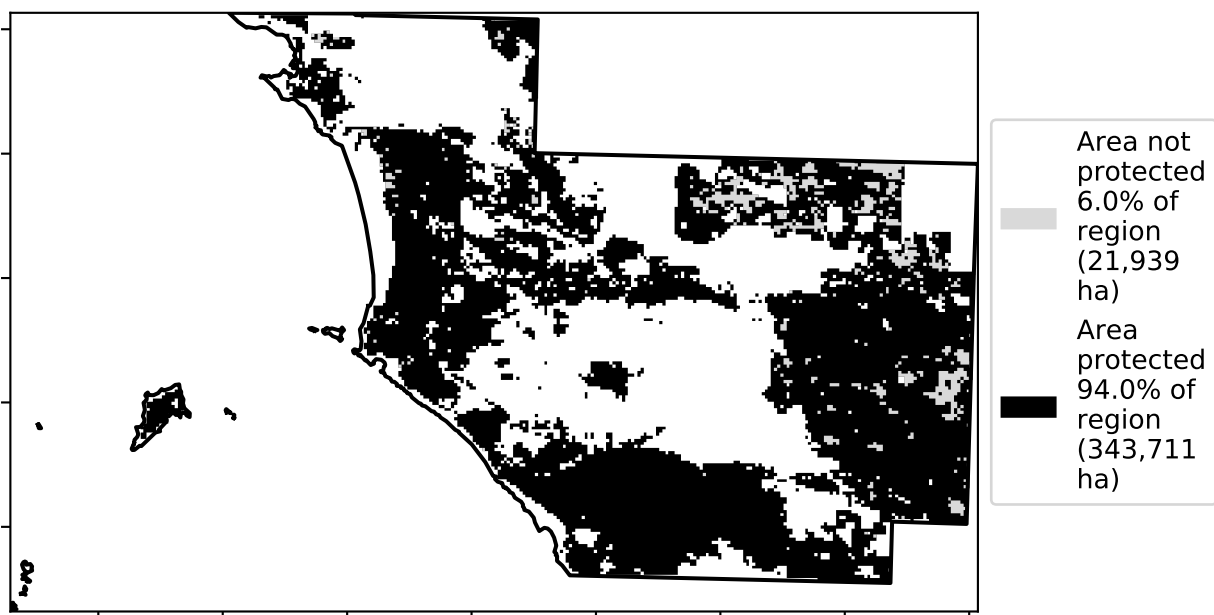 Area not
protected
6.0% of
region
(21,939
ha)
Area
protected
94.0% of
region
(343,711
ha)